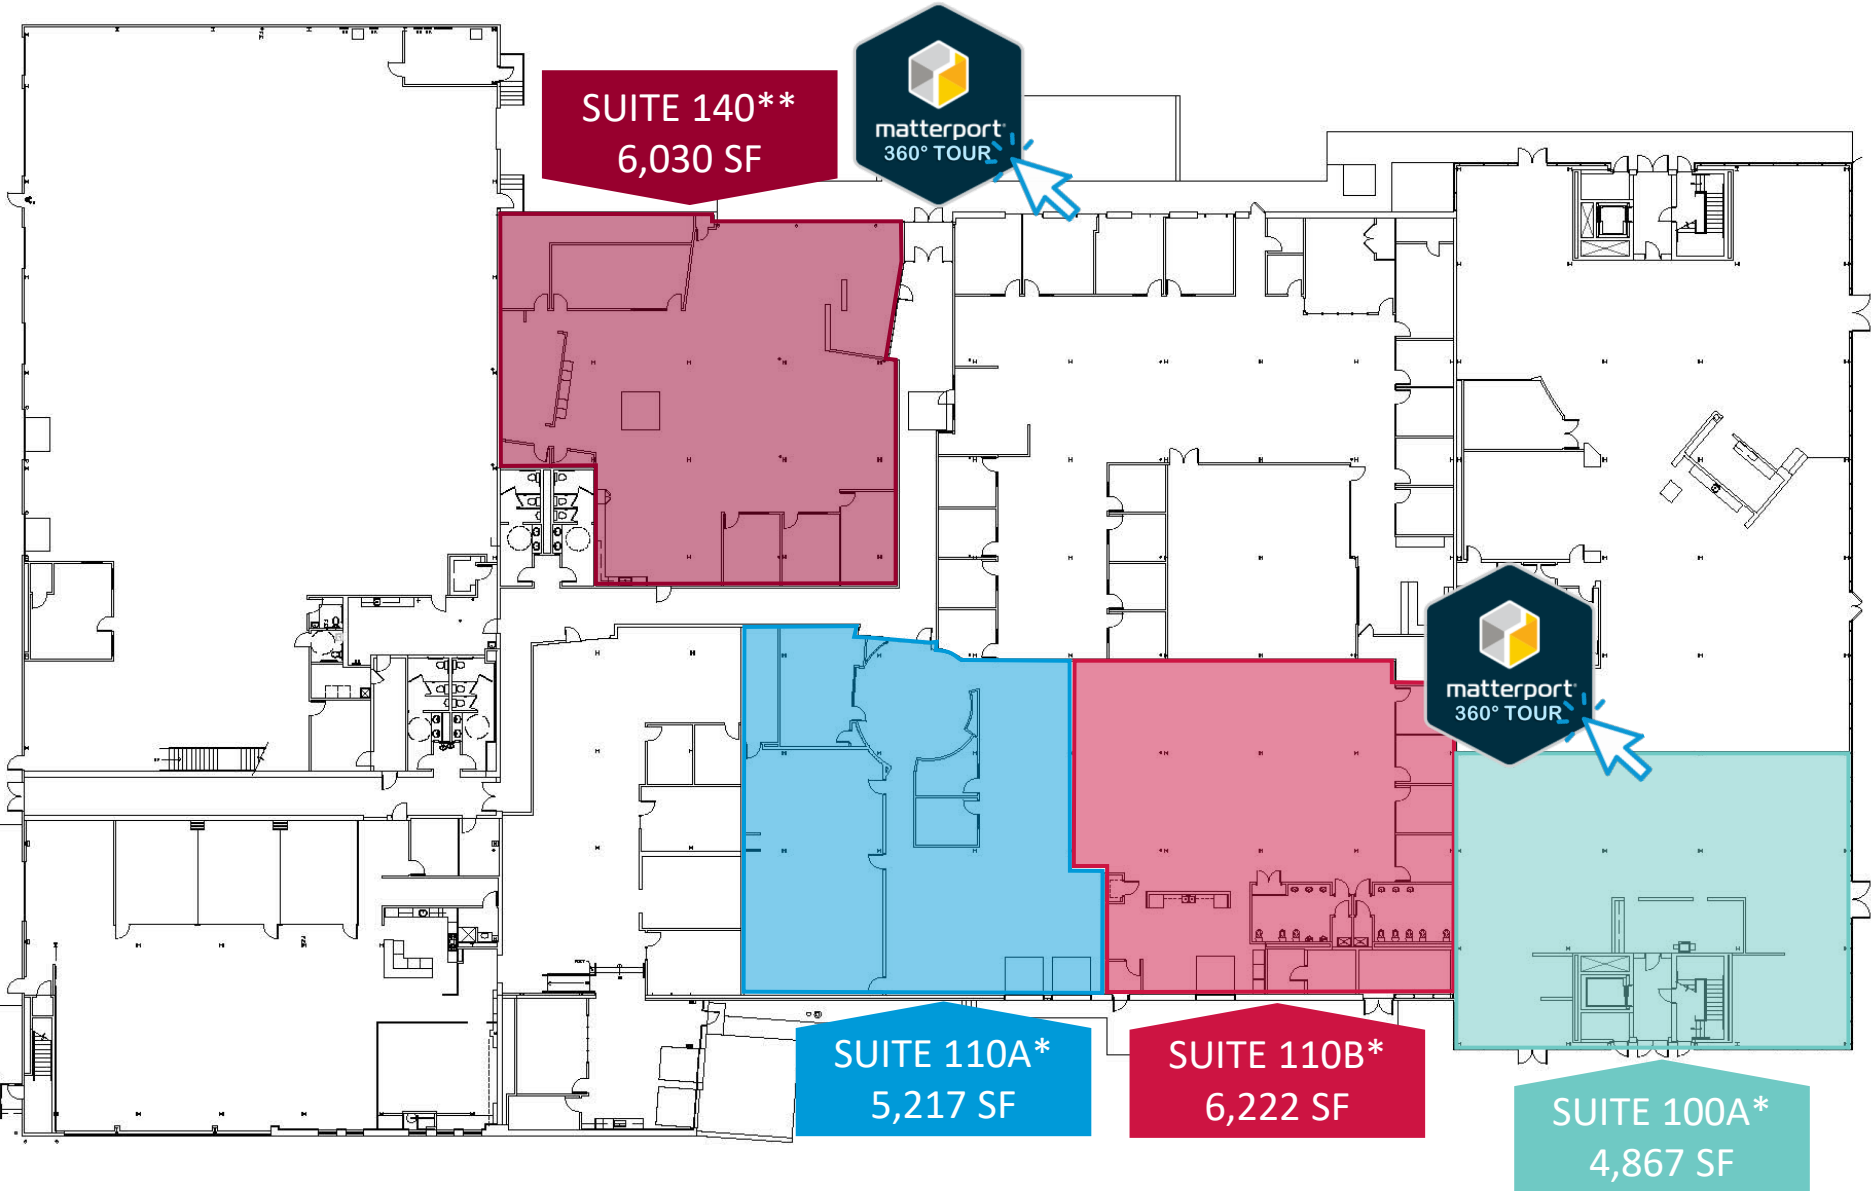 SUITE 140**
6,030 SF
matterport
360° TOUR
matterport
360° TOUR
SUITE 110A*
5,217 SF
SUITE 110B*
6,222 SF
SUITE 100A*
4,867 SF